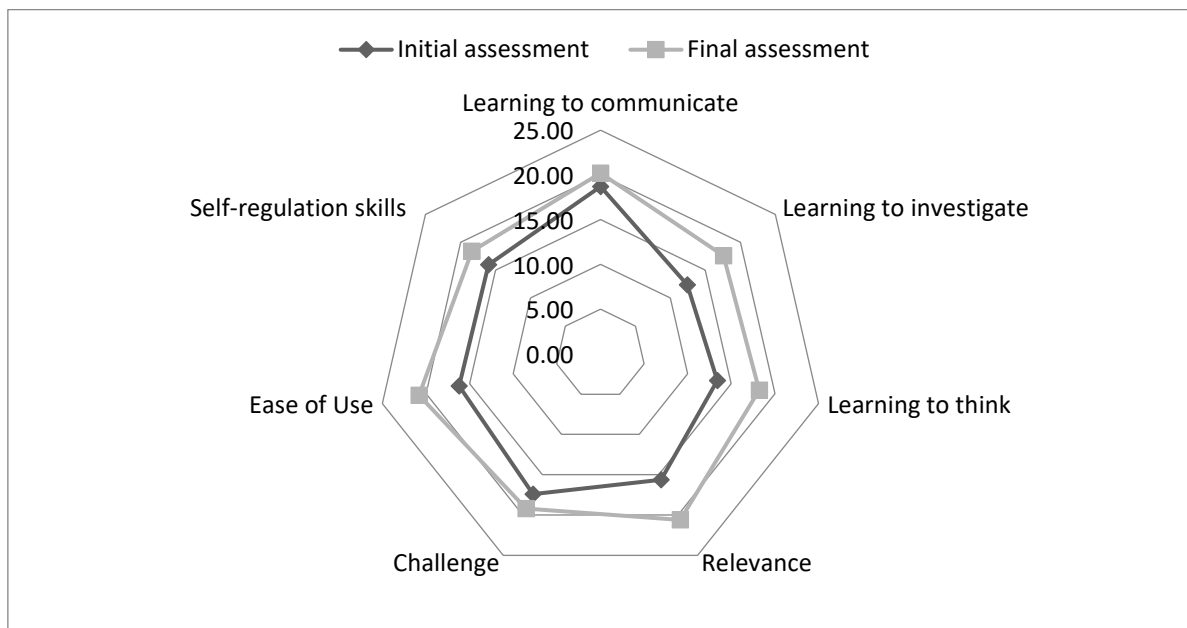 Initial assessment
Final assessment
Learning to communicate
25.00
20.00
Self-regulation skills
Learning to investigate
15.00
10.00
5.00
0.00
Ease of Use
Learning to think
Challenge
Relevance